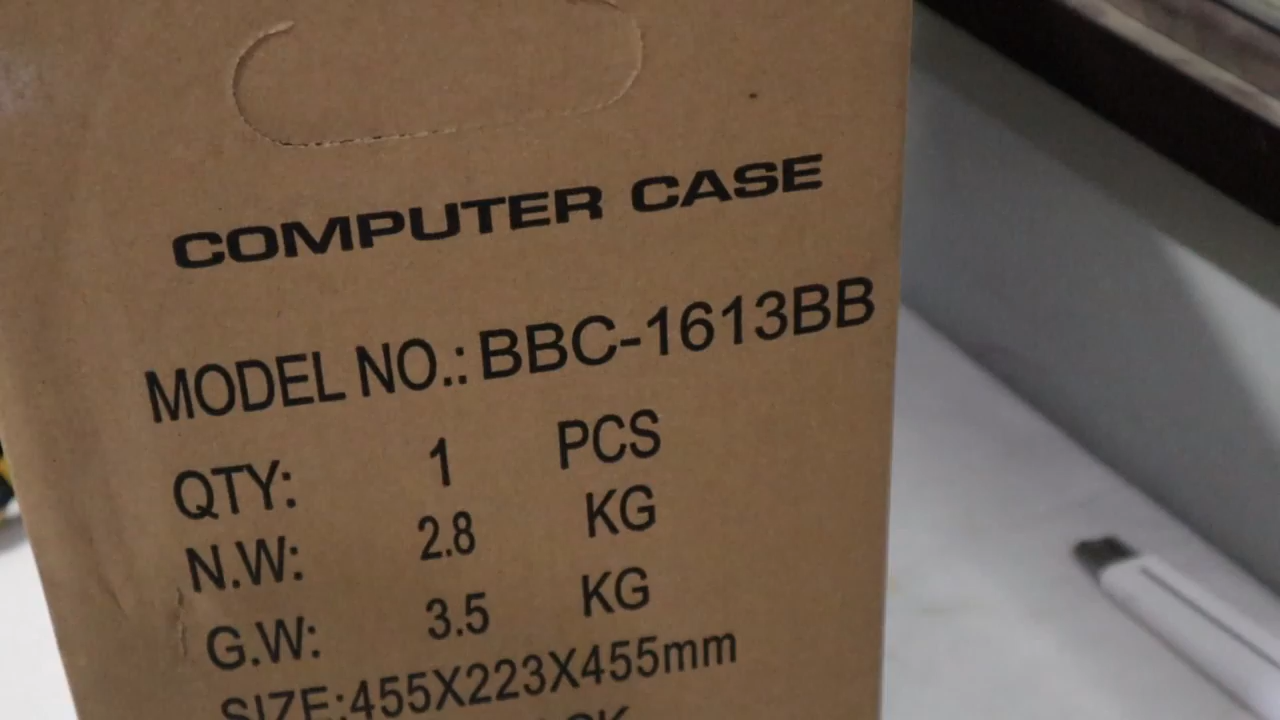 COMPUTER CASE
MODEL NO.: BBC-1613BB
QTY: 1 PCS
N.W: 2.8 KG
G.W: 3.5 KG
SIZE:455X223X455mm